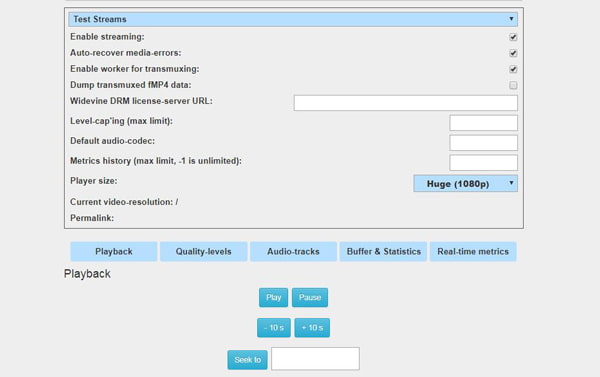 Test Streams
Enable streaming:
Auto-recover media-errors:
Enable worker for transmuxing:
Dump transmuxed fMP4 data:
Widevine DRM license-server URL:
Level-cap'ing (max limit):
Default audio-codec:
Metrics history (max limit, -1 is unlimited):
Player size: Huge (1080p)
Current video-resolution: /
Permalink:
Playback Quality-levels Audio-tracks Buffer & Statistics Real-time metrics
Playback
Play Pause
- 10 s + 10 s
Seek to